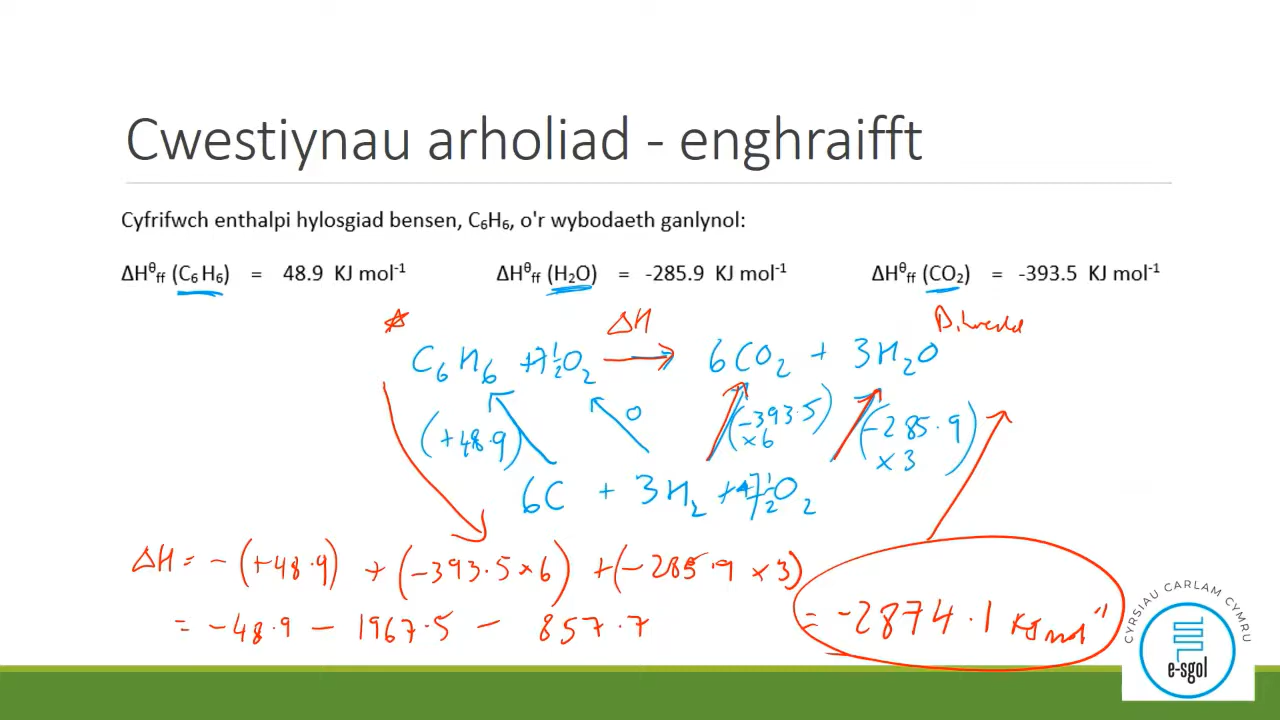 Cwestiynau arholiad - enghraifft
Cyfrifwch enthalpi hylosgiad bensen, C₆H₆, o'r wybodaeth ganlynol:
ΔHᶿff (C₆ H₆) = 48.9 KJ mol⁻¹ ΔHᶿff (H₂O) = -285.9 KJ mol⁻¹ ΔHᶿff (CO₂) = -393.5 KJ mol⁻¹
ΔH
C₆H₆ + 7½O₂ → 6CO₂ + 3H₂O
(+48.9) 0 (-393.5) ×6 (-285.9) ×3
6C + 3H₂ + 7½O₂
ΔH = -(+48.9) + (-393.5 × 6) + (-285.9 × 3)
= -48.9 - 1967.5 - 857.7 = -2874.1 KJ mol⁻¹
CYRSIAU CARLAM CYMRU
e-sgol